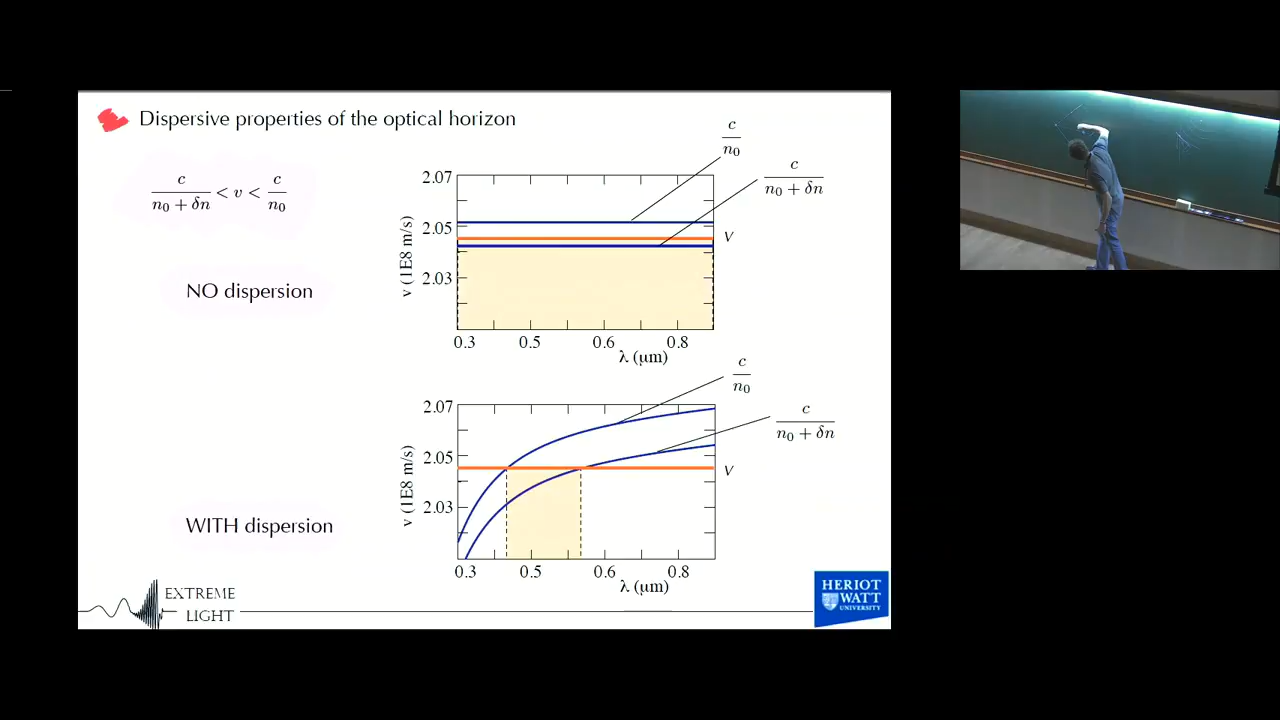 Dispersive properties of the optical horizon
c/(n₀ + δn) < v < c/n₀
NO dispersion
c/n₀
c/(n₀ + δn)
V
v (1E8 m/s)
2.07
2.05
2.03
0.3 0.5 0.6 0.8
λ (μm)
WITH dispersion
c/n₀
c/(n₀ + δn)
V
v (1E8 m/s)
2.07
2.05
2.03
0.3 0.5 0.6 0.8
λ (μm)
EXTREME
LIGHT
HERIOT
WATT
UNIVERSITY